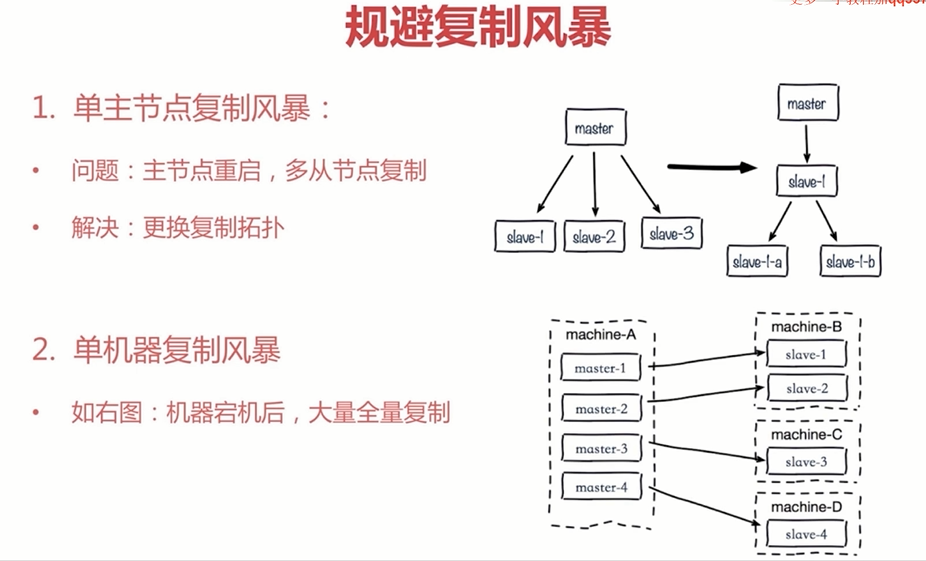 规避复制风暴
1. 单主节点复制风暴：
• 问题：主节点重启，多从节点复制
• 解决：更换复制拓扑
master
slave-1
slave-2
slave-3
master
slave-1
slave-1-a
slave-1-b
2. 单机器复制风暴
• 如右图：机器宕机后，大量全量复制
machine-A
master-1
master-2
master-3
master-4
machine-B
slave-1
slave-2
machine-C
slave-3
machine-D
slave-4